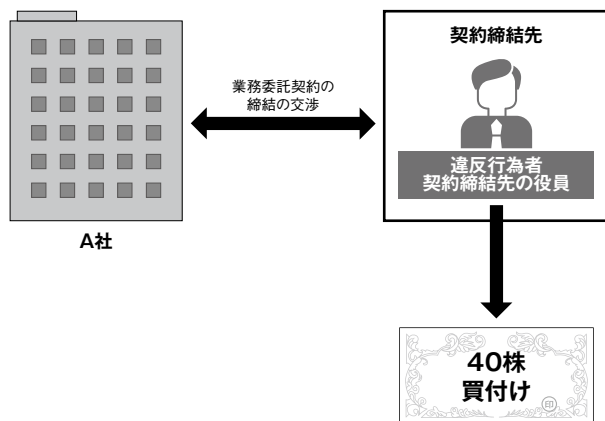 契約締結先
業務委託契約の
締結の交渉
違反行為者
契約締結先の役員
A社
40株
買付け
印